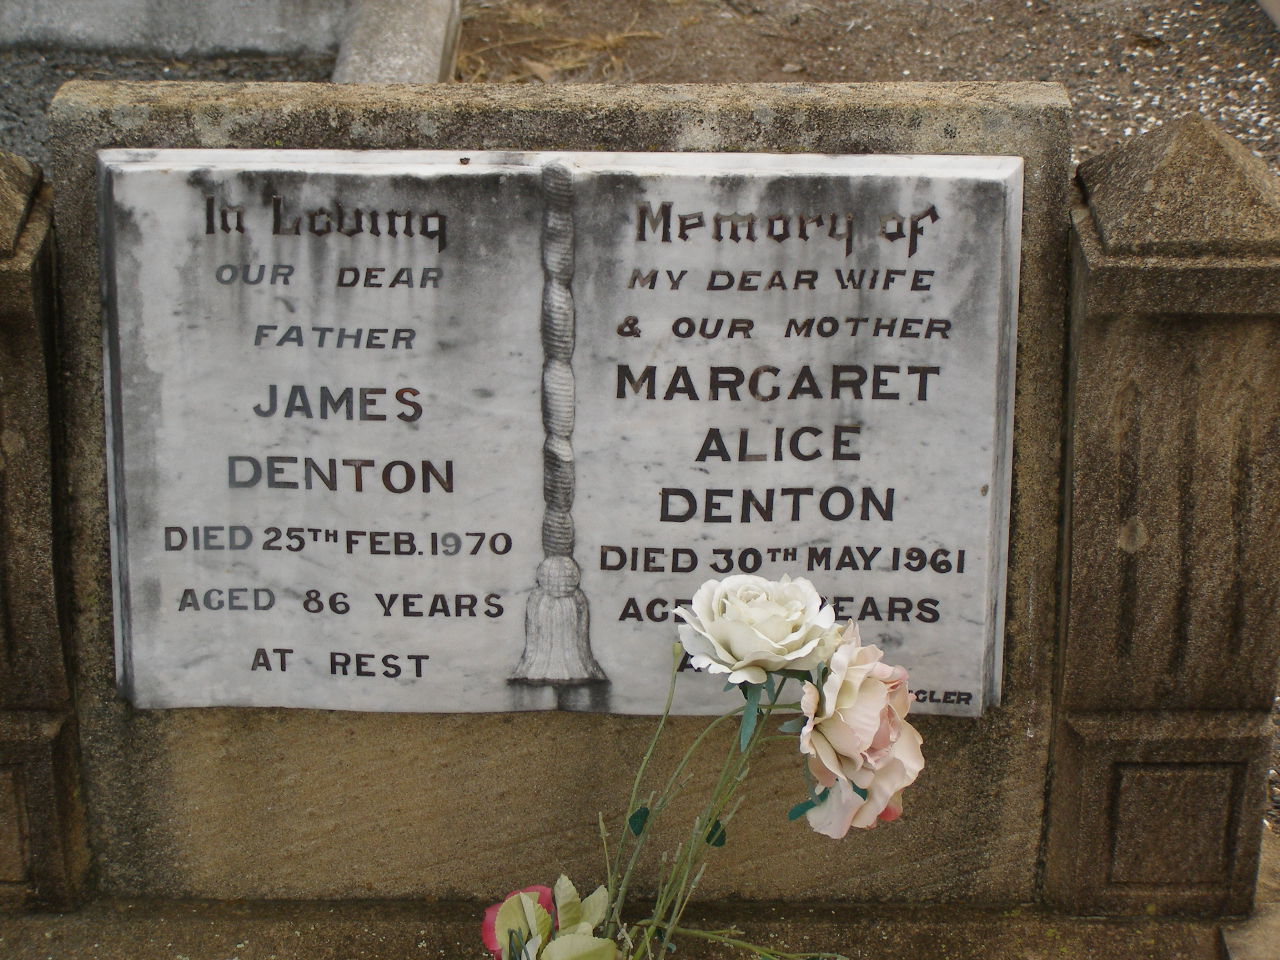 In Loving
OUR DEAR
FATHER
JAMES
DENTON
DIED 25TH FEB. 1970
AGED 86 YEARS
AT REST
Memory of
MY DEAR WIFE
& OUR MOTHER
MARGARET
ALICE
DENTON
DIED 30TH MAY 1961